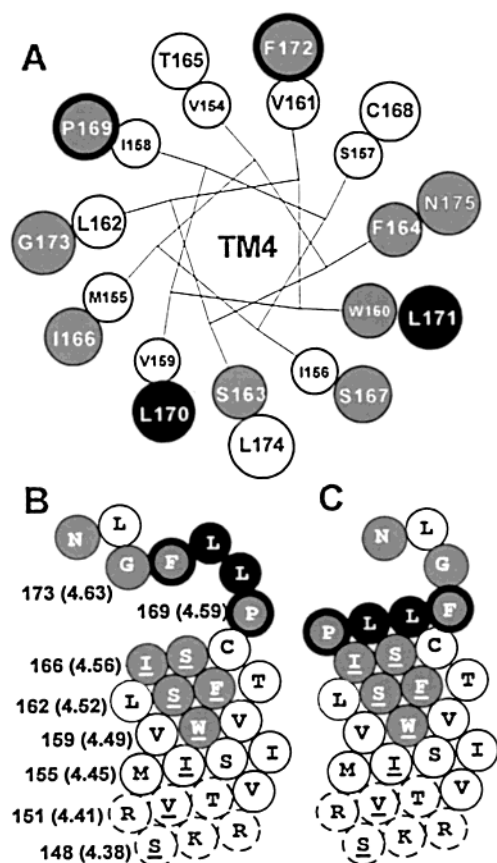 A
F172
T165
V154
V161
C168
P169
I158
S157
N175
L162
F164
G173
TM4
M155
W160
L171
I166
V159
I156
S167
S163
L170
L174
B
N L G F L L
173 (4.63)
169 (4.59) P
166 (4.56) I S C
162 (4.52) L S F T
159 (4.49) V W V
155 (4.45) M I S I
151 (4.41) R V T V
148 (4.38) S K R
C
N L G
P L L F
I S C
L S F T
V W V
M I S I
R V T V
S K R